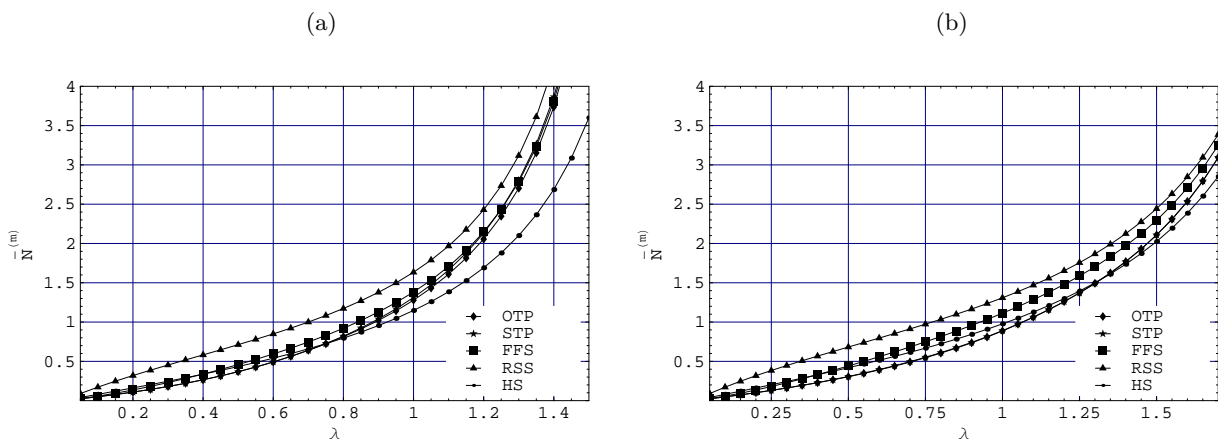 (a)
4
3.5
3
2.5
2
1.5
1
0.5
N̅^(m)
OTP
STP
FFS
RSS
HS
0.2 0.4 0.6 0.8 1 1.2 1.4
λ
(b)
4
3.5
3
2.5
2
1.5
1
0.5
N̅^(m)
OTP
STP
FFS
RSS
HS
0.25 0.5 0.75 1 1.25 1.5
λ